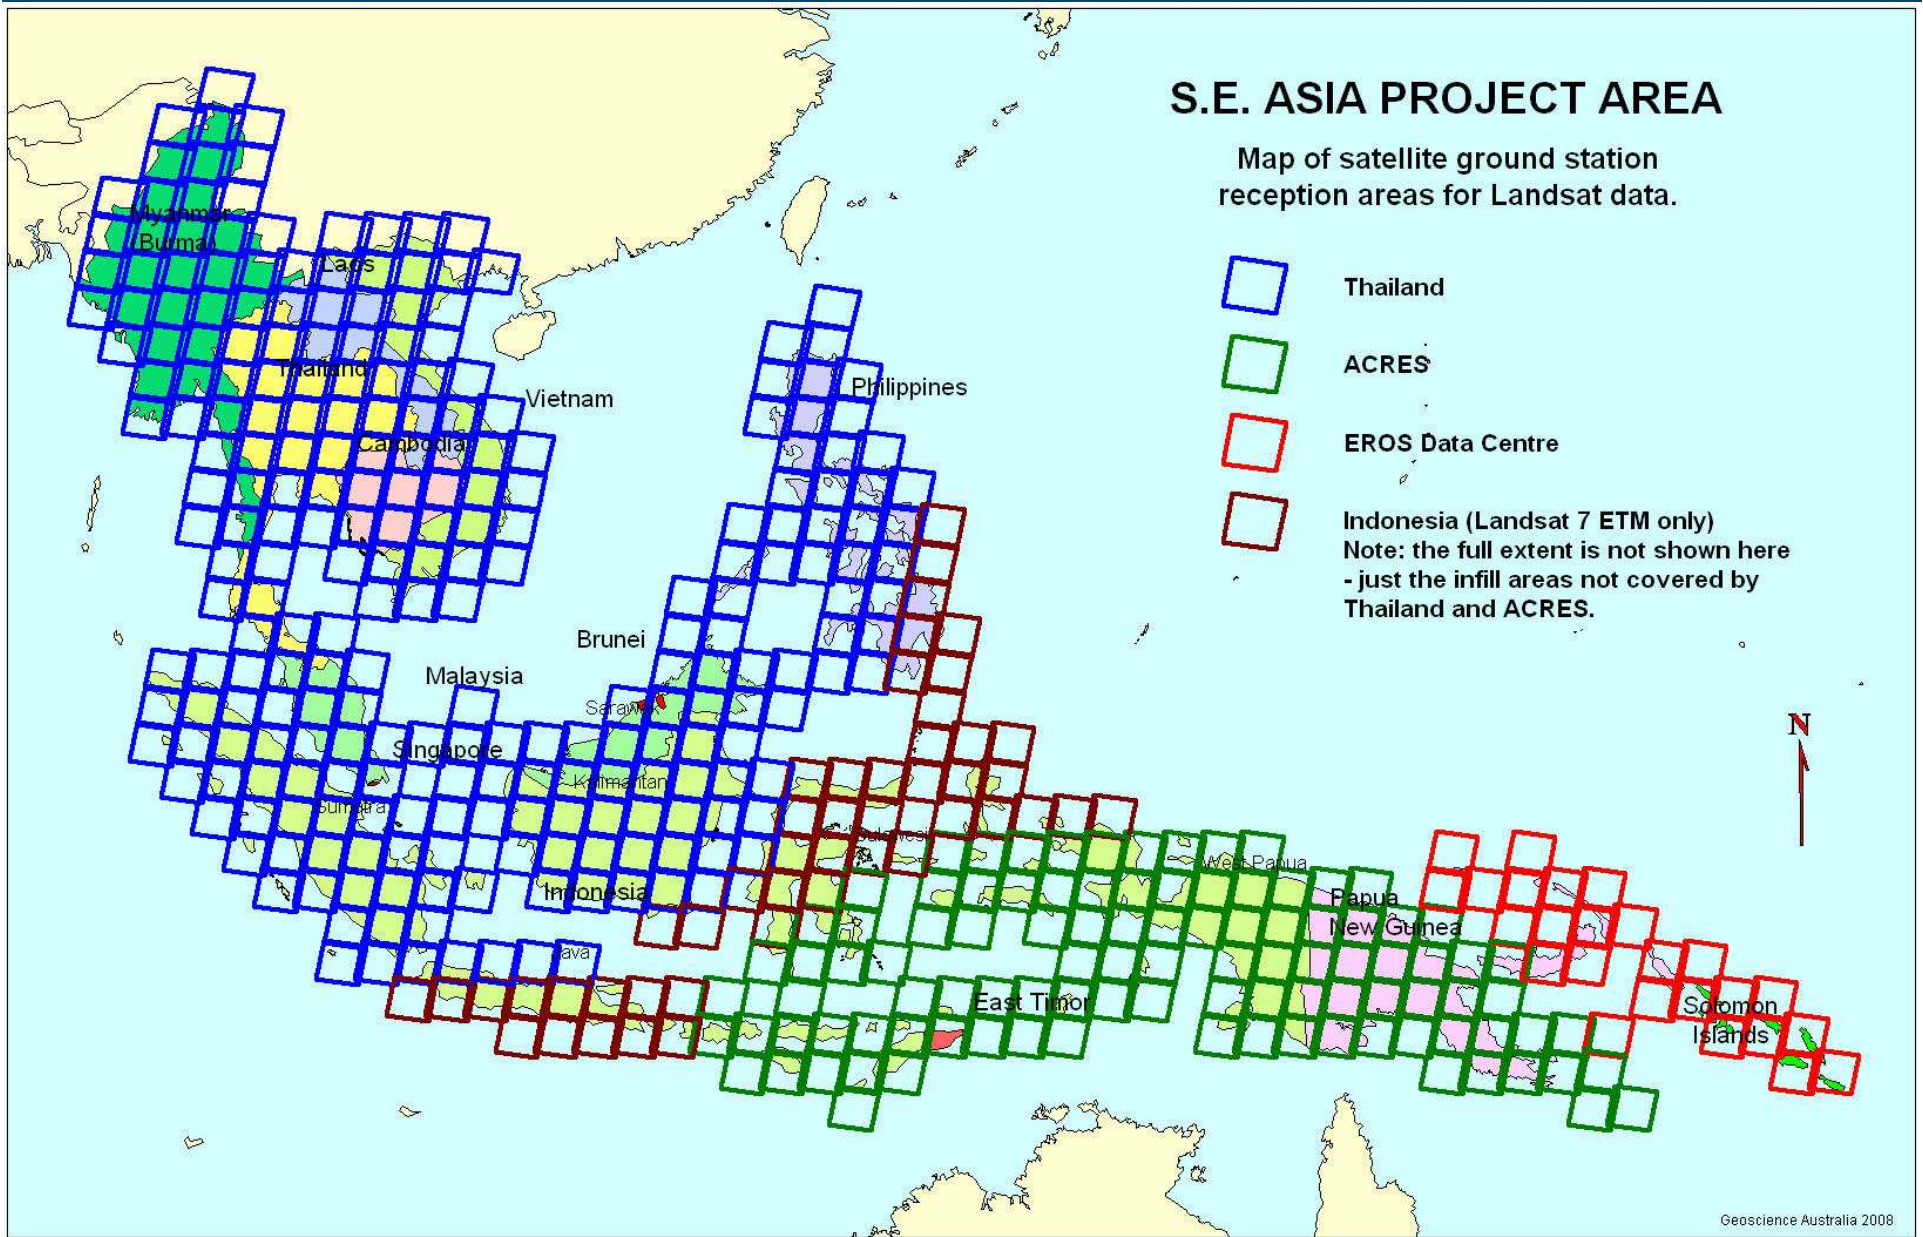 S.E. ASIA PROJECT AREA
Map of satellite ground station
reception areas for Landsat data.
Thailand
ACRES
EROS Data Centre
Indonesia (Landsat 7 ETM only)
Note: the full extent is not shown here
- just the infill areas not covered by
Thailand and ACRES.
Myanmar
(Burma)
Laos
Thailand
Vietnam
Cambodia
Philippines
Brunei
Malaysia
Sarawak
Singapore
Kalimantan
Sumatra
Sulawesi
West Papua
Indonesia
Papua
New Guinea
Java
East Timor
Solomon
Islands
N
Geoscience Australia 2008